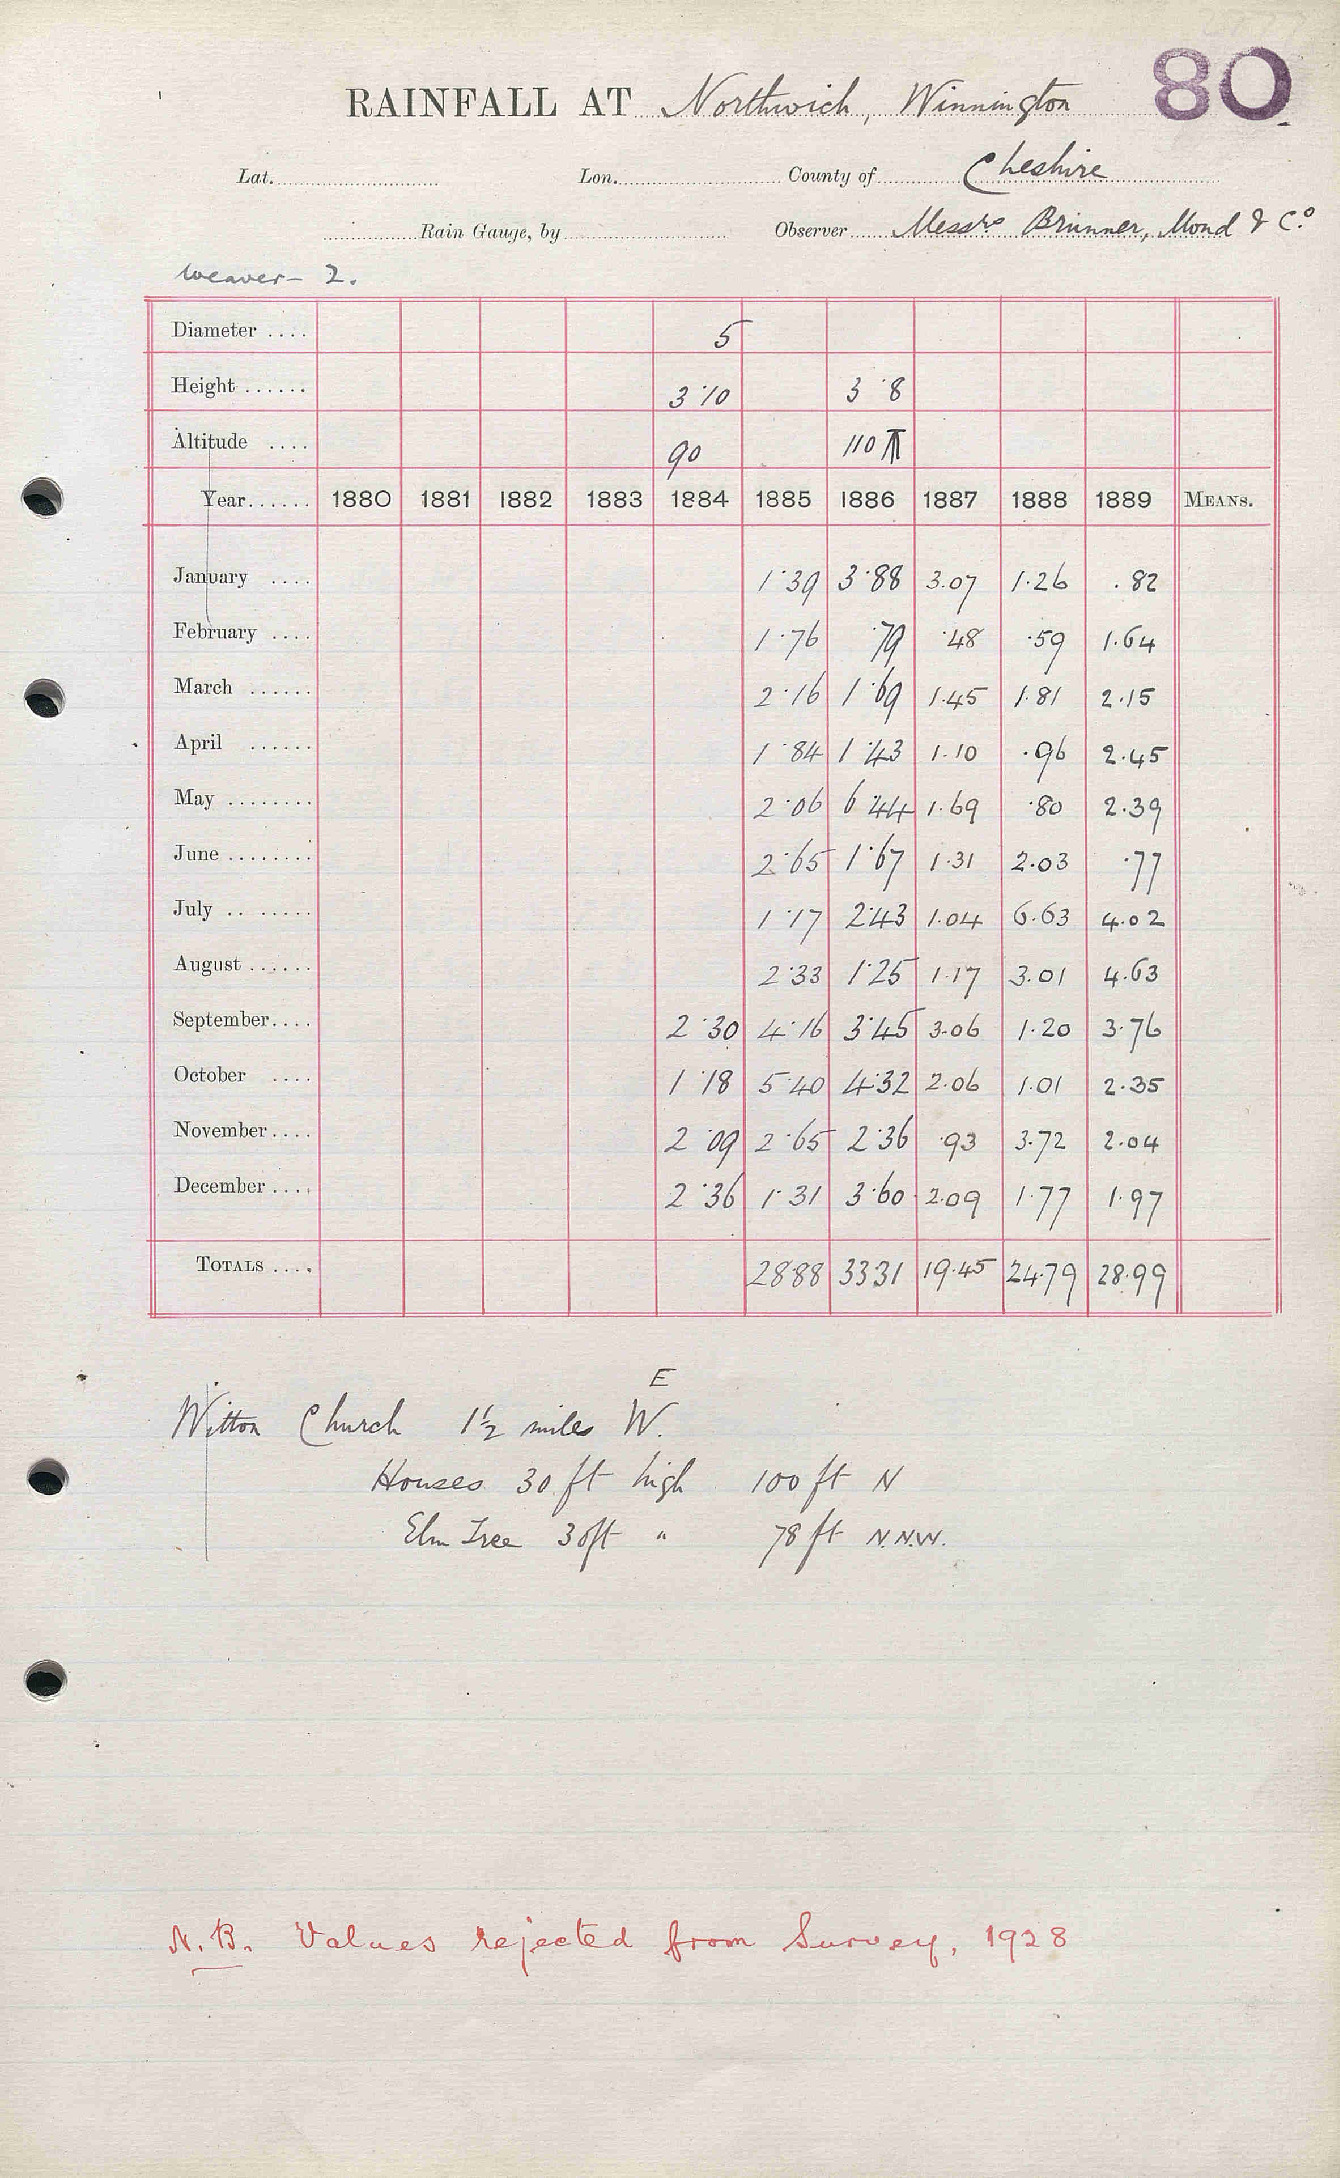 80
RAINFALL AT Northwich, Winnington
Lat. Lon. County of Cheshire
Rain Gauge, by Observer Messrs Brunner, Mond & Co.
Weaver - 2.
Diameter .... 5
Height ...... 3·10 3·8
Altitude .... 90 110
Year...... 1880 1881 1882 1883 1884 1885 1886 1887 1888 1889 MEANS.
January .... 1·39 3·88 3.07 1.26 .82
February .... 1·76 ·79 ·48 ·59 1.64
March ...... 2·16 1·69 1.45 1.81 2.15
April ...... 1·84 1·43 1.10 ·96 2.45
May ........ 2·06 6·44 1.69 ·80 2.39
June ........ 2·65 1·67 1.31 2.03 ·77
July ........ 1·17 2·43 1.04 6.63 4.02
August ...... 2·33 1·25 1.17 3.01 4.63
September.... 2·30 4·16 3·45 3.06 1.20 3.76
October .... 1·18 5·40 4·32 2.06 1.01 2.35
November.... 2·09 2·65 2·36 ·93 3.72 2.04
December.... 2·36 1·31 3·60 2.09 1.77 1.97
TOTALS .... 28·88 33·31 19.45 24.79 28.99
E
Witton Church 1½ miles W.
Houses 30 ft high 100 ft N
Elm Tree 30ft " 78 ft N.N.W.
N.B. Values rejected from Survey, 1928